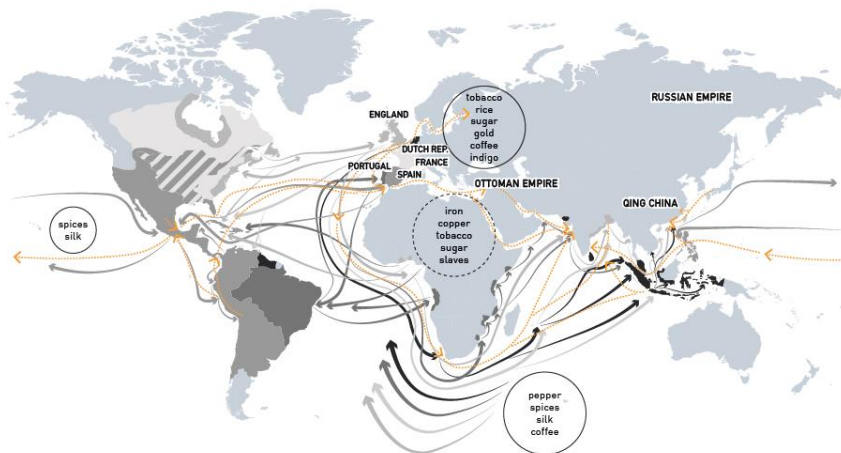 RUSSIAN EMPIRE
tobacco
rice
sugar
gold
coffee
indigo
ENGLAND
DUTCH REP.
FRANCE
PORTUGAL
SPAIN
OTTOMAN EMPIRE
QING CHINA
spices
silk
iron
copper
tobacco
sugar
slaves
pepper
spices
silk
coffee